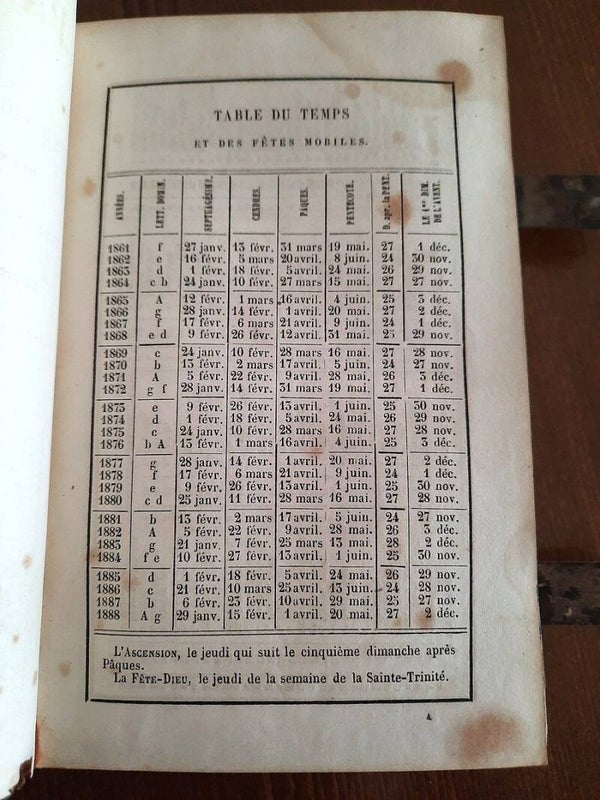 TABLE DU TEMPS
ET DES FÊTES MOBILES.
ANNÉES. LETT. DOMIN. SEPTUAGÉSIME. CENDRES. PAQUES. PENTECOTE. D. apr. la PENT. LE 1er DIM. DE L'AVENT.
1861 f 27 janv. 13 févr. 31 mars 19 mai. 27 1 déc.
1862 e 16 févr. 5 mars 20 avril. 8 juin. 24 30 nov.
1863 d 1 févr. 18 févr. 5 avril. 24 mai. 26 29 nov.
1864 c b 24 janv. 10 févr. 27 mars 15 mai. 27 27 nov.
1865 A 12 févr. 1 mars 16 avril. 4 juin. 25 3 déc.
1866 g 28 janv. 14 févr. 1 avril. 20 mai. 27 2 déc.
1867 f 17 févr. 6 mars 21 avril. 9 juin. 24 1 déc.
1868 e d 9 févr. 26 févr. 12 avril. 31 mai. 25 29 nov.
1869 c 24 janv. 10 févr. 28 mars 16 mai. 27 28 nov.
1870 b 13 févr. 2 mars 17 avril. 5 juin. 24 27 nov.
1871 A 5 févr. 22 févr. 9 avril. 28 mai. 26 3 déc.
1872 g f 28 janv. 14 févr. 31 mars 19 mai. 27 1 déc.
1873 e 9 févr. 26 févr. 13 avril. 1 juin. 25 30 nov.
1874 d 1 févr. 18 févr. 5 avril. 24 mai. 26 29 nov.
1875 c 24 janv. 10 févr. 28 mars 16 mai. 27 28 nov.
1876 b A 13 févr. 1 mars 16 avril. 4 juin. 25 3 déc.
1877 g 28 janv. 14 févr. 1 avril. 20 mai. 27 2 déc.
1878 f 17 févr. 6 mars 21 avril. 9 juin. 24 1 déc.
1879 e 9 févr. 26 févr. 13 avril. 1 juin. 25 30 nov.
1880 c d 25 janv. 11 févr. 28 mars 16 mai. 27 28 nov.
1881 b 13 févr. 2 mars 17 avril. 5 juin. 24 27 nov.
1882 A 5 févr. 22 févr. 9 avril. 28 mai. 26 3 déc.
1883 g 21 janv. 7 févr. 25 mars 13 mai. 28 2 déc.
1884 f e 10 févr. 27 févr. 13 avril. 1 juin. 25 30 nov.
1885 d 1 févr. 18 févr. 5 avril. 24 mai. 26 29 nov.
1886 c 21 févr. 10 mars 25 avril. 13 juin. 24 28 nov.
1887 b 6 févr. 23 févr. 10 avril. 29 mai. 25 27 nov.
1888 A g 29 janv. 15 févr. 1 avril. 20 mai. 27 2 déc.
L'ASCENSION, le jeudi qui suit le cinquième dimanche après
Pâques.
La FÊTE-DIEU, le jeudi de la semaine de la Sainte-Trinité.
A